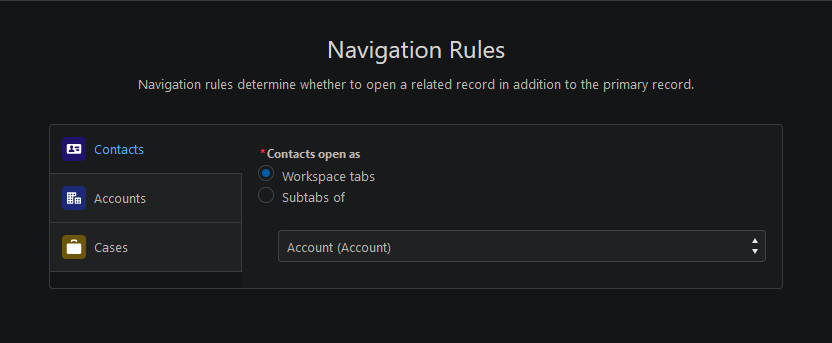 Navigation Rules
Navigation rules determine whether to open a related record in addition to the primary record.
Contacts
Accounts
Cases
*Contacts open as
Workspace tabs
Subtabs of
Account (Account)